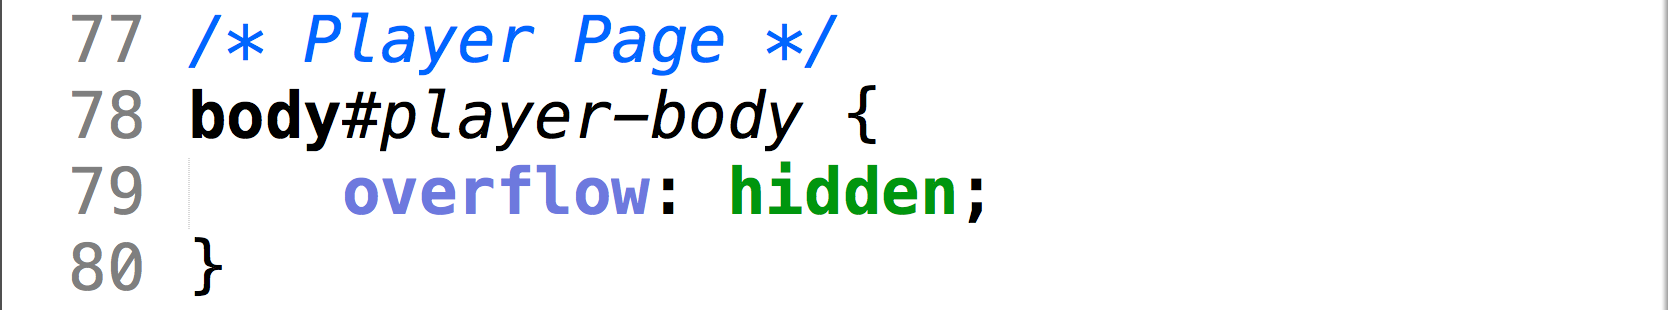 77 /* Player Page */
78 body#player-body {
79     overflow: hidden;
80 }